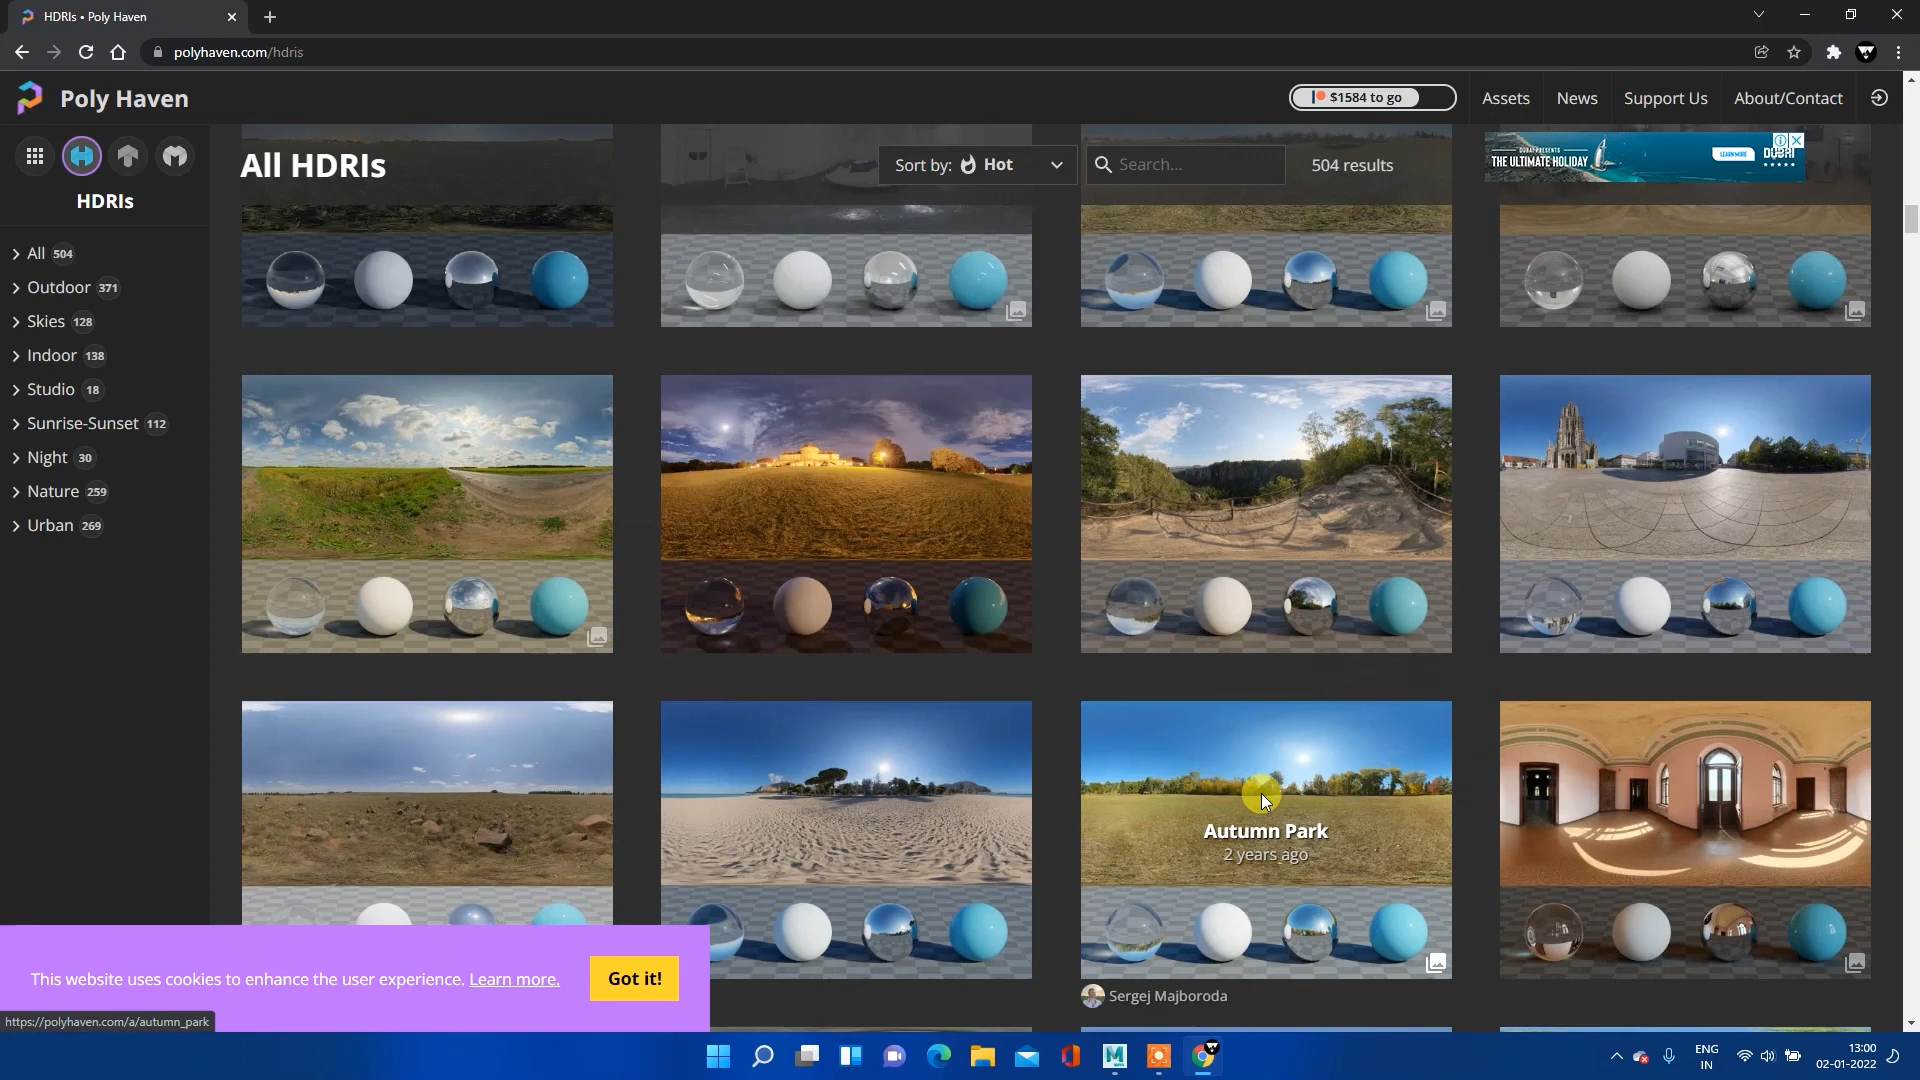 HDRIs • Poly Haven
polyhaven.com/hdris
Poly Haven
$1584 to go
Assets
News
Support Us
About/Contact
HDRIs
All 504
Outdoor 371
Skies 128
Indoor 138
Studio 18
Sunrise-Sunset 112
Night 30
Nature 259
Urban 269
All HDRIs
Sort by: Hot
Search...
504 results
THE ULTIMATE HOLIDAY
LEARN MORE
DUBAI
Autumn Park
2 years ago
Sergej Majboroda
This website uses cookies to enhance the user experience. Learn more.
Got it!
https://polyhaven.com/a/autumn_park
ENG
IN
13:00
02-01-2022